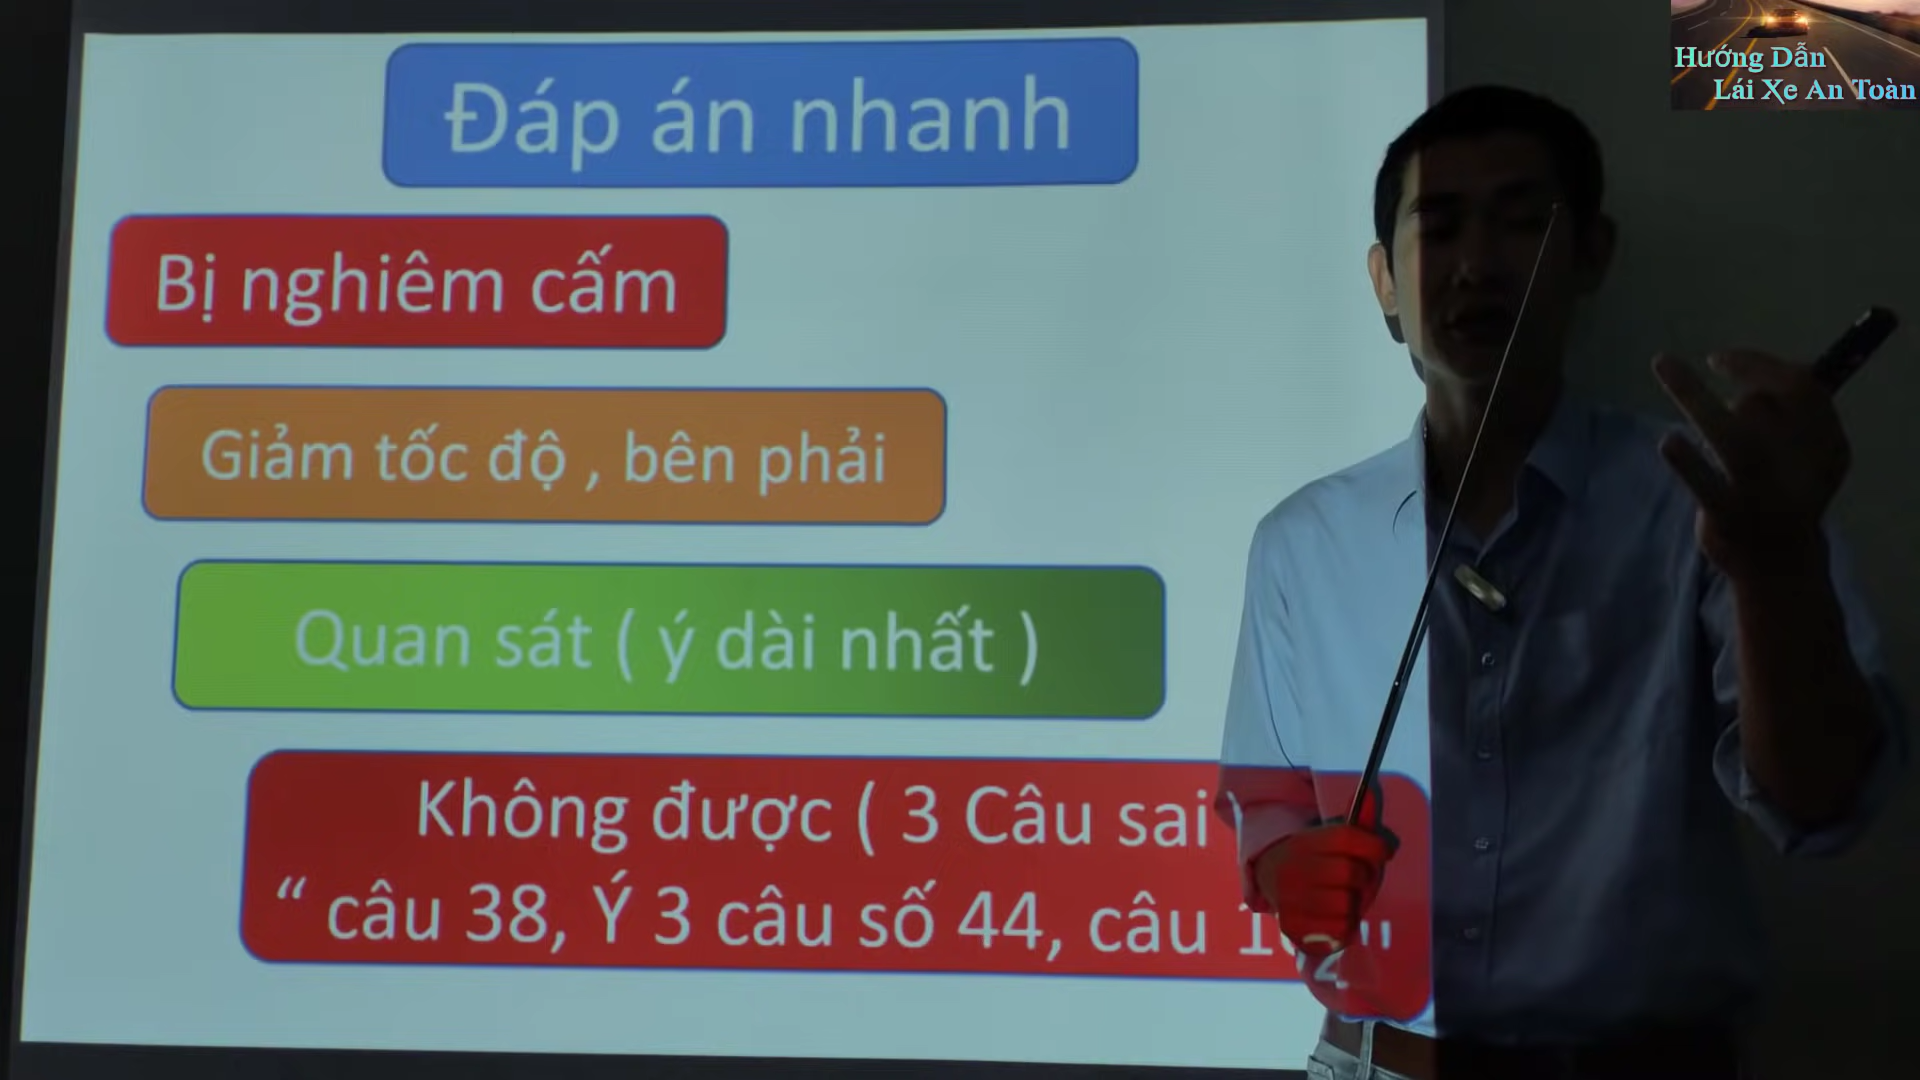 Hướng Dẫn
Lái Xe An Toàn
Đáp án nhanh
Bị nghiêm cấm
Giảm tốc độ , bên phải
Quan sát ( ý dài nhất )
Không được ( 3 Câu sai
“ câu 38, Ý 3 câu số 44, câu